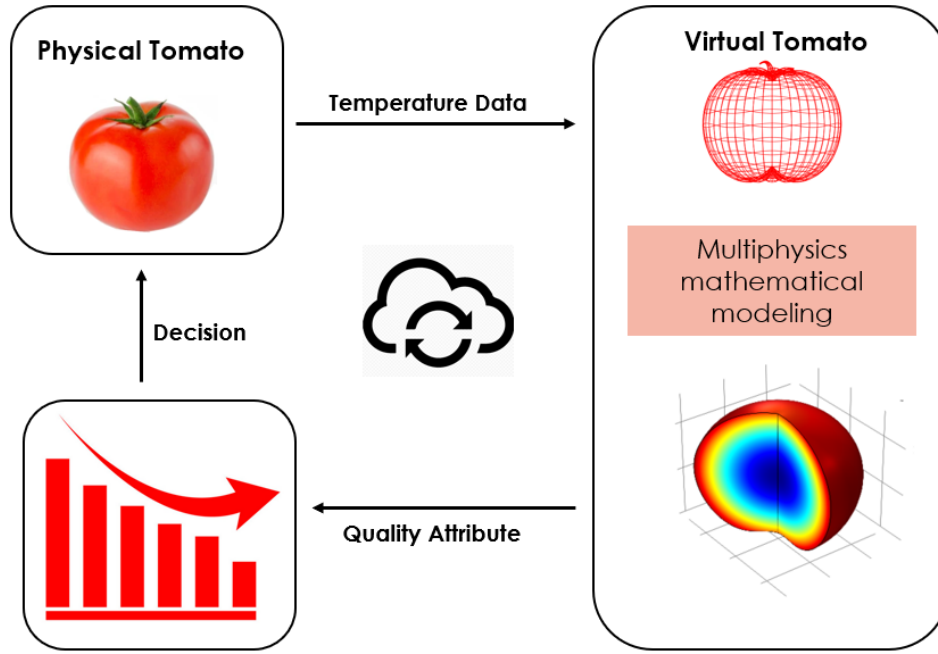 Physical Tomato
Virtual Tomato
Temperature Data
Multiphysics
mathematical
modeling
Decision
Quality Attribute